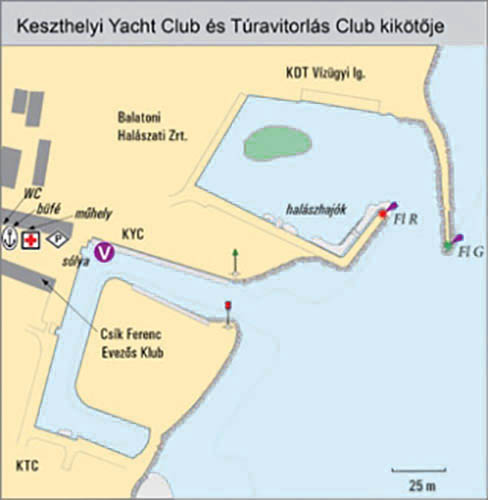 Keszthelyi Yacht Club és Túravitorlás Club kikötője
KDT Vízügyi Ig.
Balatoni
Halászati Zrt.
WC
büfé
műhely
halászhajók
Fl R
KYC
P
V
Fl G
sólya
Csík Ferenc
Evezős Klub
KTC
25 m